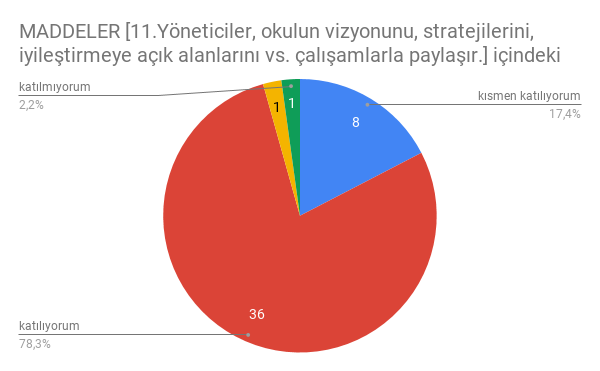 MADDELER [11.Yöneticiler, okulun vizyonunu, stratejilerini,
iyileştirmeye açık alanlarını vs. çalışamlarla paylaşır.] içindeki
katılmıyorum
2,2%
kısmen katılıyorum
17,4%
1
1
8
36
katılıyorum
78,3%